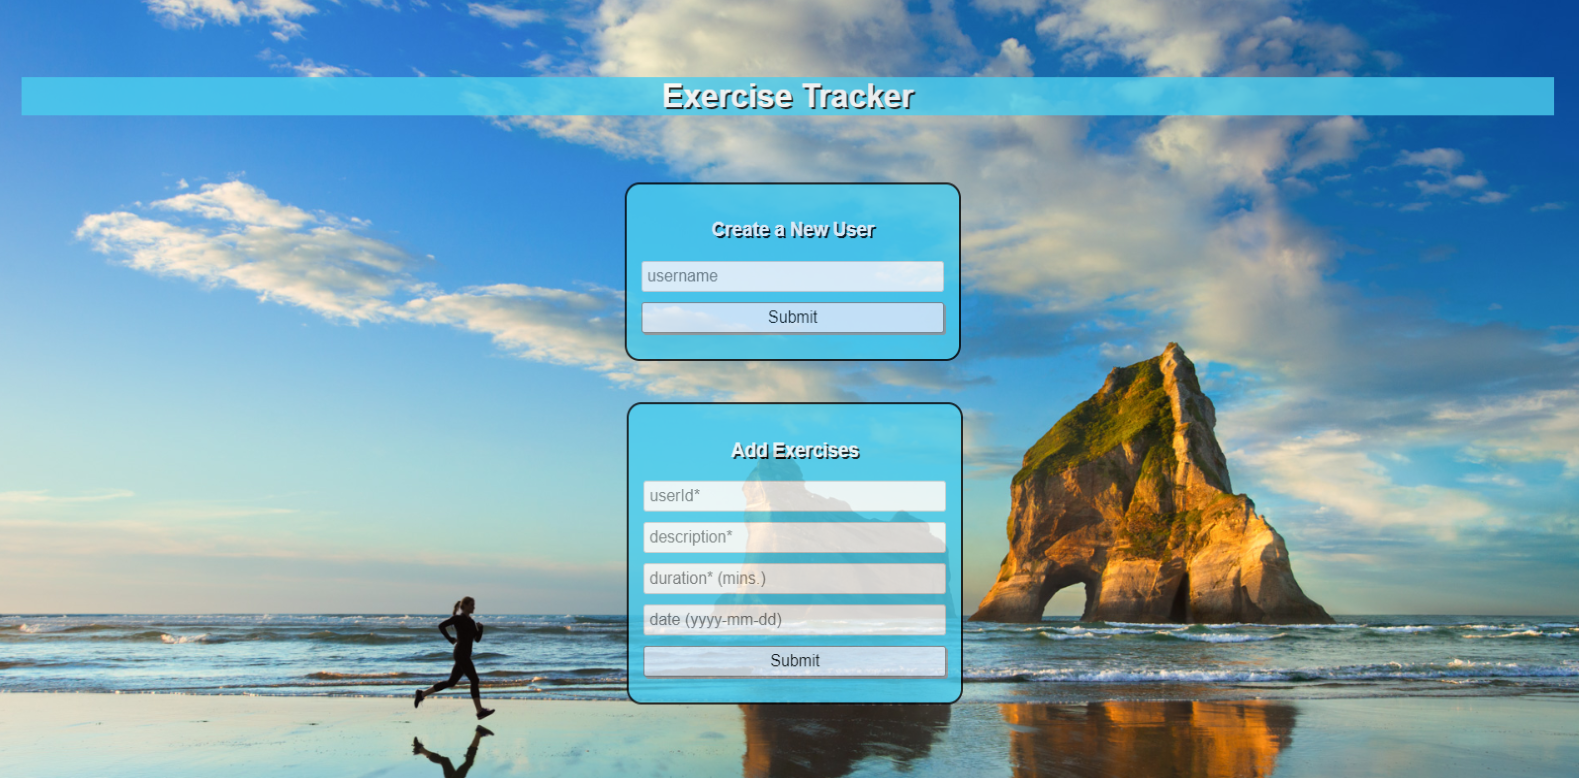 Exercise Tracker
Create a New User
username
Submit
Add Exercises
userId*
description*
duration* (mins.)
date (yyyy-mm-dd)
Submit